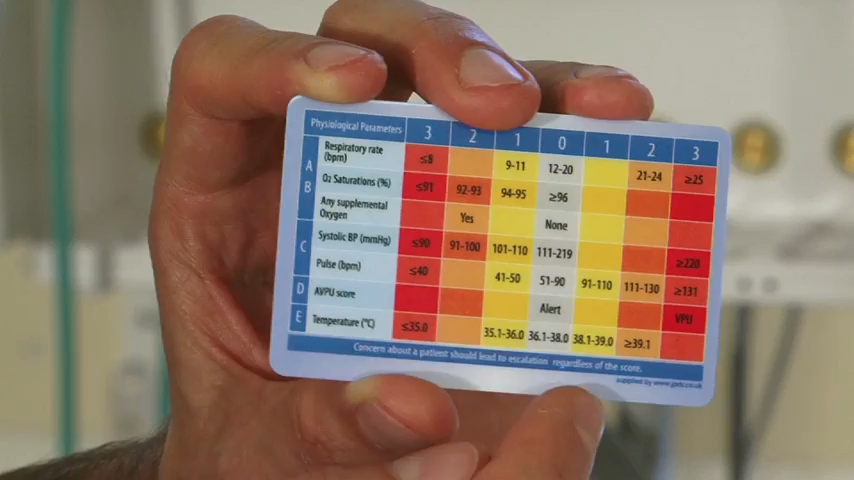 Physiological Parameters 3 2 1 0 1 2 3
A Respiratory rate (bpm) ≤8 9-11 12-20 21-24 ≥25
B O₂ Saturations (%) ≤91 92-93 94-95 ≥96
Any supplemental Oxygen Yes None
C Systolic BP (mmHg) ≤90 91-100 101-110 111-219 ≥220
Pulse (bpm) ≤40 41-50 51-90 91-110 111-130 ≥131
D AVPU score Alert VPU
E Temperature (°C) ≤35.0 35.1-36.0 36.1-38.0 38.1-39.0 ≥39.1
Concern about a patient should lead to escalation regardless of the score.
supplied by